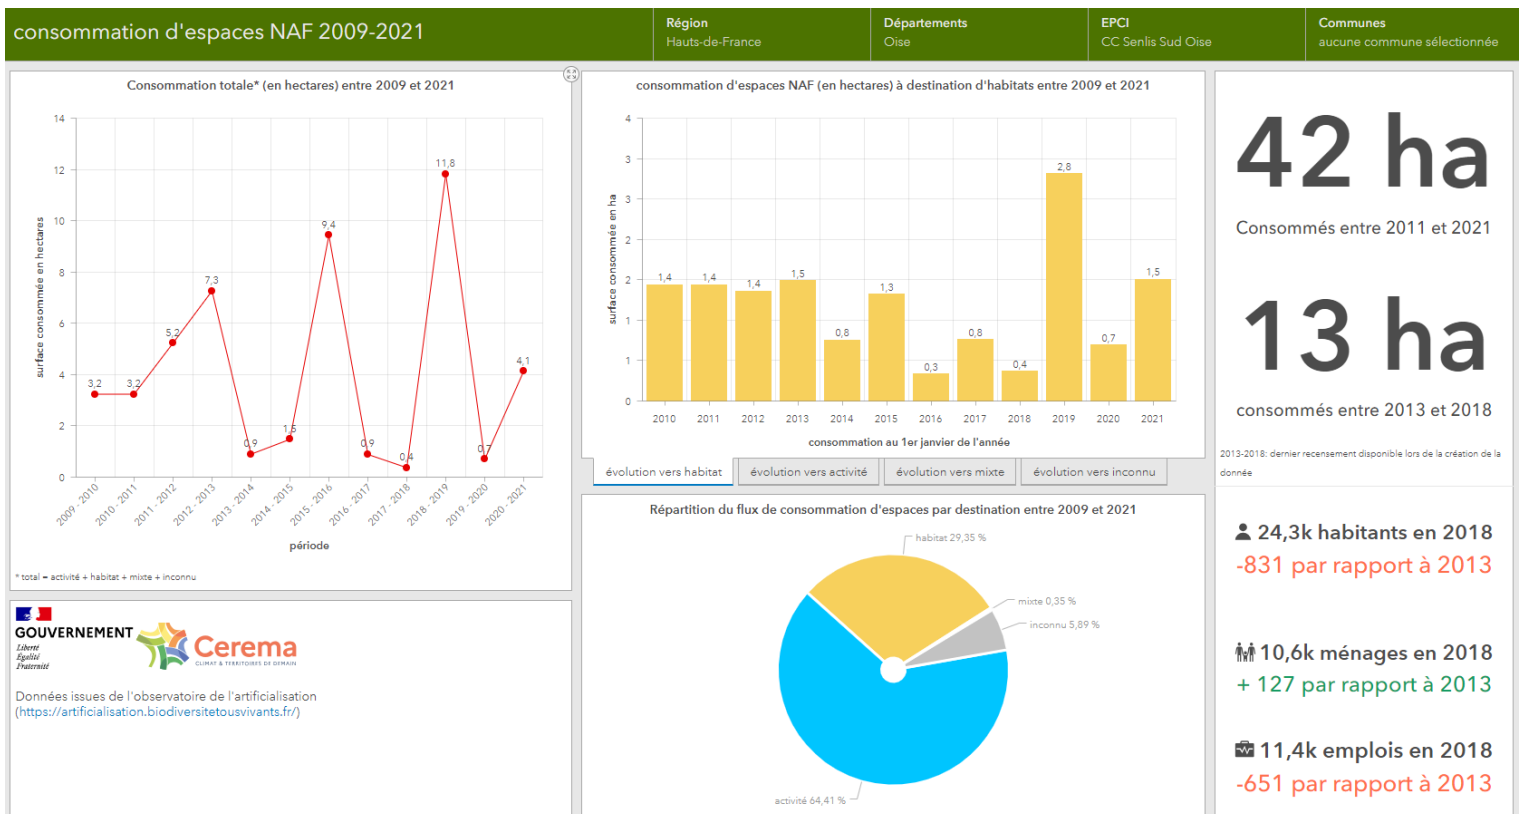 consommation d'espaces NAF 2009-2021
Région
Hauts-de-France
Départements
Oise
EPCI
CC Senlis Sud Oise
Communes
aucune commune sélectionnée
Consommation totale* (en hectares) entre 2009 et 2021
surface consommée en hectares
14
12
10
8
6
4
2
0
3,2
3,2
5,2
7,3
0,9
1,5
9,4
0,9
0,4
11,8
0,7
4,1
2009 - 2010
2010 - 2011
2011 - 2012
2012 - 2013
2013 - 2014
2014 - 2015
2015 - 2016
2016 - 2017
2017 - 2018
2018 - 2019
2019 - 2020
2020 - 2021
période
* total = activité + habitat + mixte + inconnu
GOUVERNEMENT
Liberté
Égalité
Fraternité
Cerema
CLIMAT & TERRITOIRES DE DEMAIN
Données issues de l'observatoire de l'artificialisation
(https://artificialisation.biodiversitetousvivants.fr/)
consommation d'espaces NAF (en hectares) à destination d'habitats entre 2009 et 2021
surface consommée en ha
4
3
3
2
2
1
1
0
1,4
1,4
1,4
1,5
0,8
1,3
0,3
0,8
0,4
2,8
0,7
1,5
2010
2011
2012
2013
2014
2015
2016
2017
2018
2019
2020
2021
consommation au 1er janvier de l'année
évolution vers habitat
évolution vers activité
évolution vers mixte
évolution vers inconnu
Répartition du flux de consommation d'espaces par destination entre 2009 et 2021
habitat 29,35 %
mixte 0,35 %
inconnu 5,89 %
activité 64,41 %
42 ha
Consommés entre 2011 et 2021
13 ha
consommés entre 2013 et 2018
2013-2018: dernier recensement disponible lors de la création de la
donnée
24,3k habitants en 2018
-831 par rapport à 2013
10,6k ménages en 2018
+ 127 par rapport à 2013
11,4k emplois en 2018
-651 par rapport à 2013